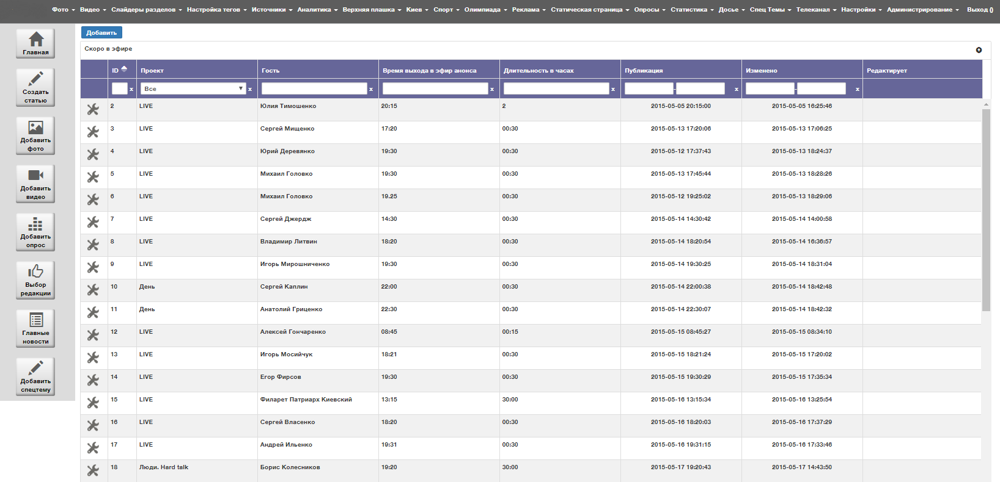 Фото Видео Слайдеры разделов Настройка тегов Источники Аналитика Верхняя плашка Киев Спорт Олимпиада Реклама Статическая страница Опросы Статистика Досье Спец Темы Телеканал Настройки Администрирование Выход ()
Главная
Создать
статью
Добавить
фото
Добавить
видео
Добавить
опрос
Выбор
редакции
Главные
новости
Добавить
спецтему
Добавить
Скоро в эфире
ID Проект Гость Время выхода в эфир анонса Длительность в часах Публикация Изменено Редактирует
x Все x x x x - x - x
2 LIVE Юлия Тимошенко 20:15 2 2015-05-05 20:15:00 2015-05-05 16:25:46
3 LIVE Сергей Мищенко 17:20 00:30 2015-05-13 17:20:06 2015-05-13 17:06:25
4 LIVE Юрий Деревянко 19:30 00:30 2015-05-12 17:37:43 2015-05-13 18:24:37
5 LIVE Михаил Головко 19:30 00:30 2015-05-13 17:45:44 2015-05-13 18:28:26
6 LIVE Михаил Головко 19.25 00:30 2015-05-12 19:25:02 2015-05-13 18:29:06
7 LIVE Сергей Джердж 14:30 00:30 2015-05-14 14:30:42 2015-05-14 14:00:58
8 LIVE Владимир Литвин 18:20 00:30 2015-05-14 18:20:54 2015-05-14 16:36:57
9 LIVE Игорь Мирошниченко 19:30 00:30 2015-05-14 19:30:25 2015-05-14 18:31:04
10 День Сергей Каплин 22:00 00:30 2015-05-14 22:00:38 2015-05-14 18:42:48
11 День Анатолий Гриценко 22:30 00:30 2015-05-14 22:30:07 2015-05-14 18:42:32
12 LIVE Алексей Гончаренко 08:45 00:15 2015-05-15 08:45:27 2015-05-15 08:34:10
13 LIVE Игорь Мосийчук 18:21 00:30 2015-05-15 18:21:24 2015-05-15 17:20:02
14 LIVE Егор Фирсов 19:30 00:30 2015-05-15 19:30:29 2015-05-15 17:35:34
15 LIVE Филарет Патриарх Киевский 13:15 30:00 2015-05-16 13:15:34 2015-05-16 13:25:54
16 LIVE Сергей Власенко 18:20 00:30 2015-05-16 18:20:03 2015-05-16 17:37:29
17 LIVE Андрей Ильенко 19:31 00:30 2015-05-16 19:31:15 2015-05-16 17:33:46
18 Люди. Hard talk Борис Колесников 19:20 30:00 2015-05-17 19:20:43 2015-05-17 14:43:50